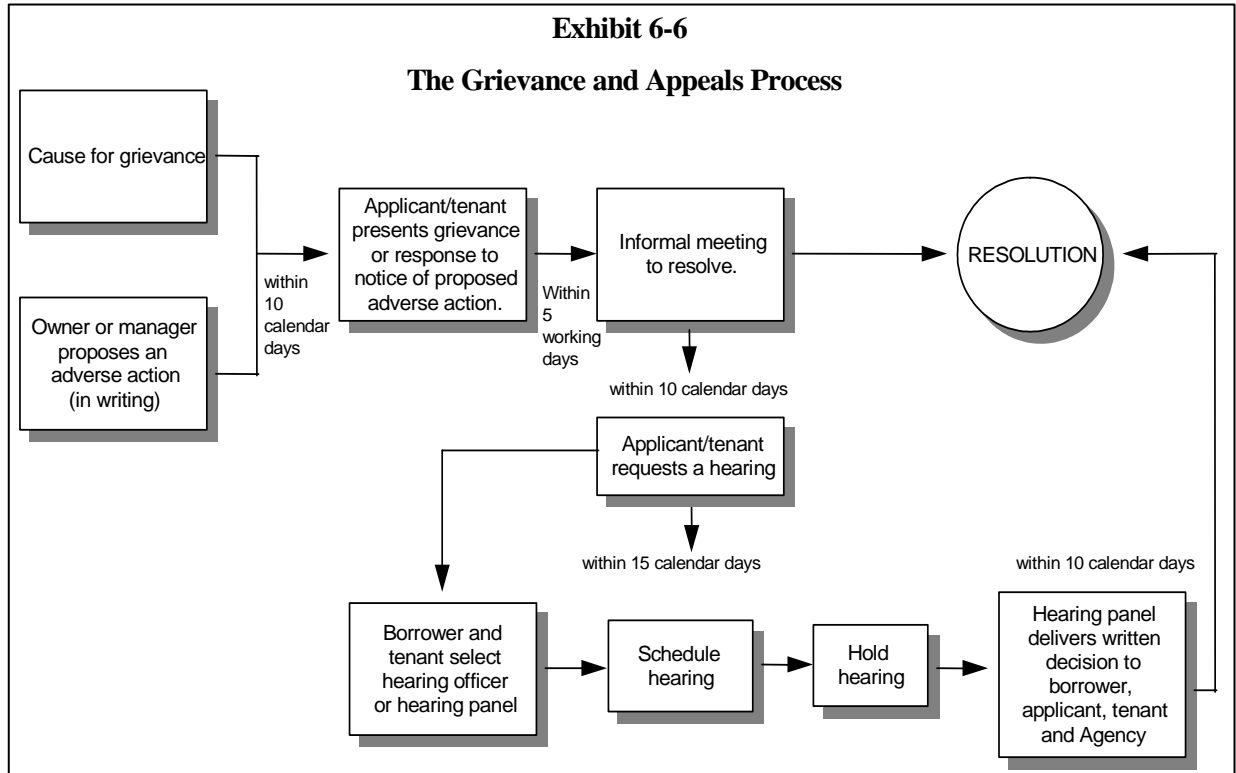 Exhibit 6-6
The Grievance and Appeals Process
Cause for grievance
Owner or manager
proposes an
adverse action
(in writing)
within
10
calendar
days
Applicant/tenant
presents grievance
or response to
notice of proposed
adverse action.
Within
5
working
days
Informal meeting
to resolve.
RESOLUTION
within 10 calendar days
Applicant/tenant
requests a hearing
within 15 calendar days
Borrower and
tenant select
hearing officer
or hearing panel
Schedule
hearing
Hold
hearing
within 10 calendar days
Hearing panel
delivers written
decision to
borrower,
applicant, tenant
and Agency